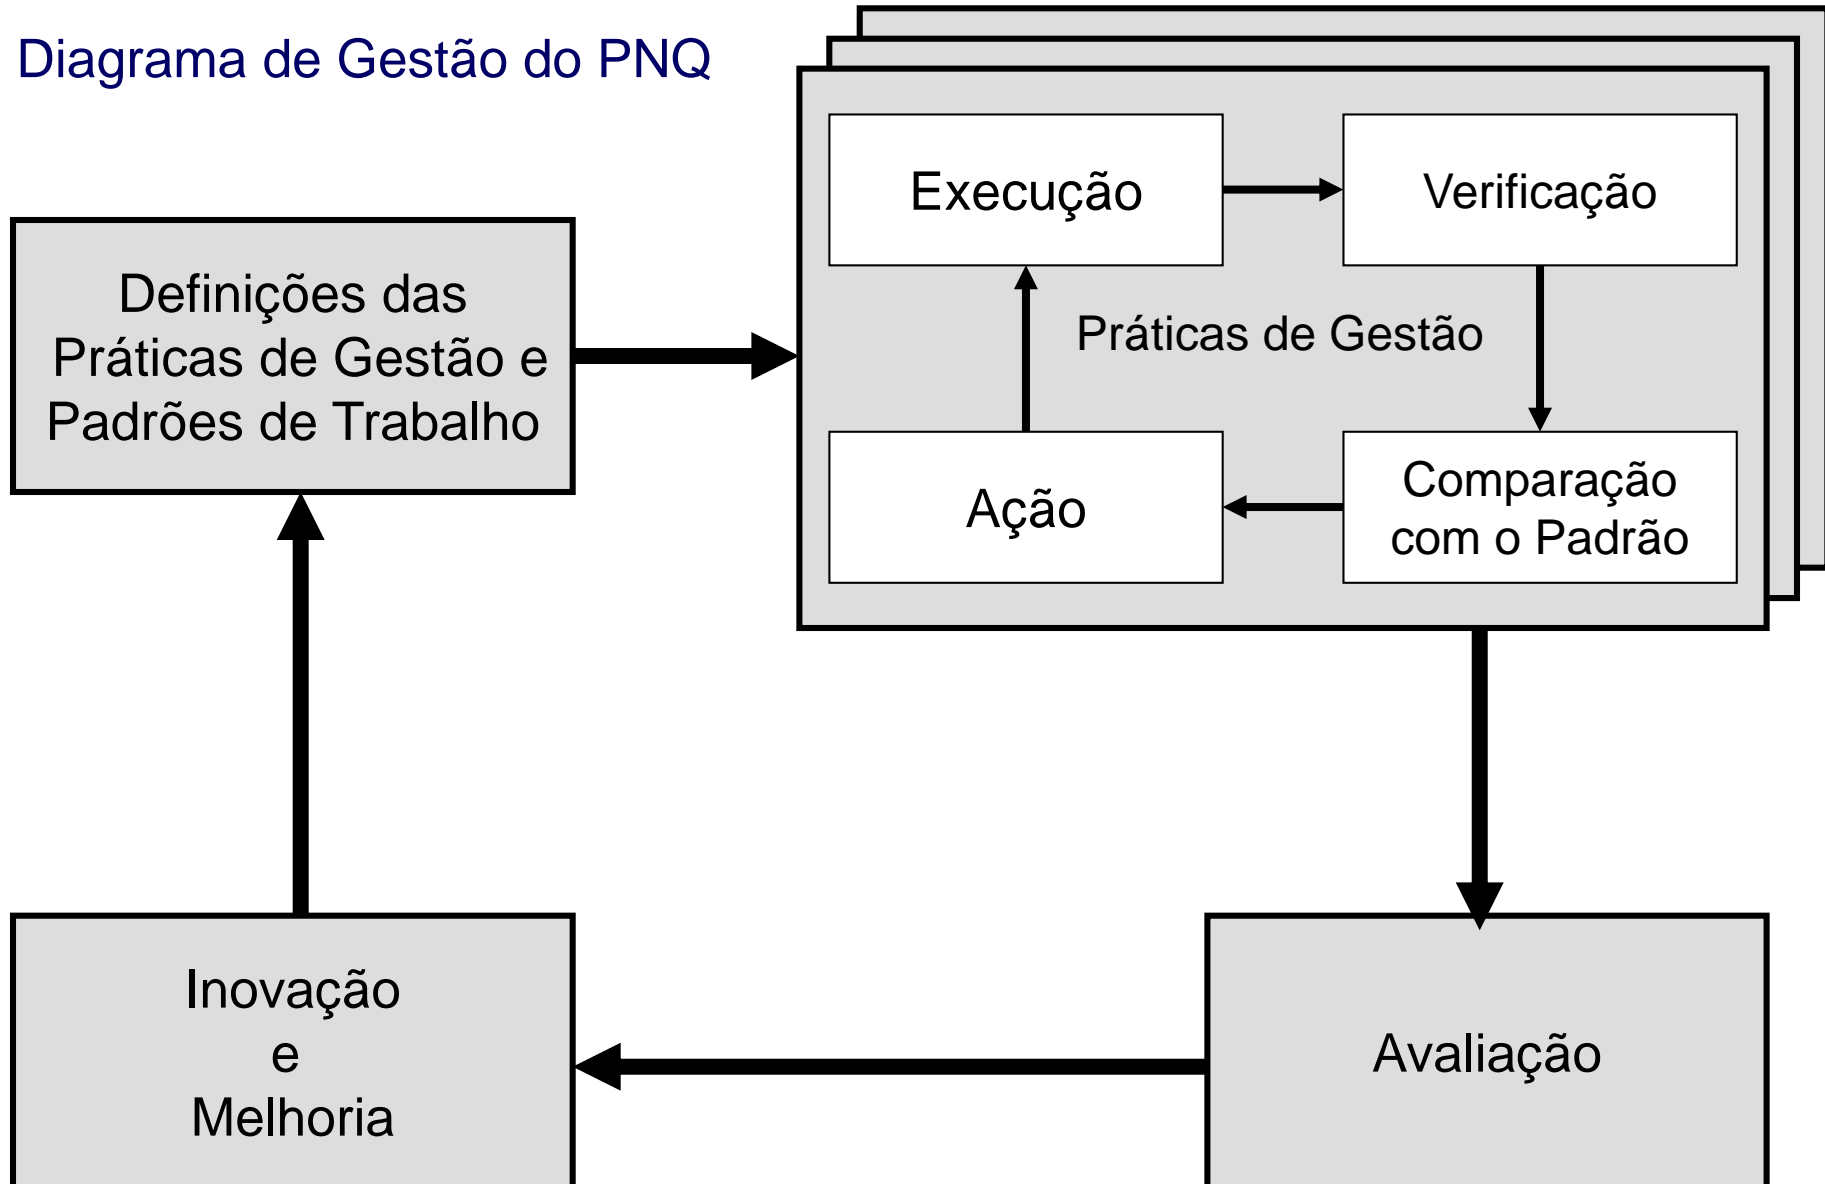 Diagrama de Gestão do PNQ
Execução
Verificação
Definições das
Práticas de Gestão e
Padrões de Trabalho
Práticas de Gestão
Ação
Comparação
com o Padrão
Inovação
e
Melhoria
Avaliação